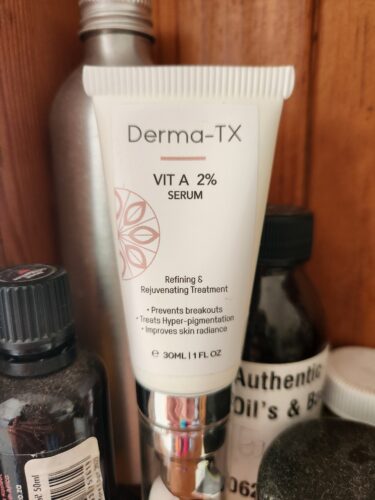 Derma-TX
VIT A 2%
SERUM
Refining &
Rejuvenating Treatment
• Prevents breakouts
• Treats Hyper-pigmentation
• Improves skin radiance
e 30ML | 1 FL OZ
Authentic
Oil's & B
062
50ml